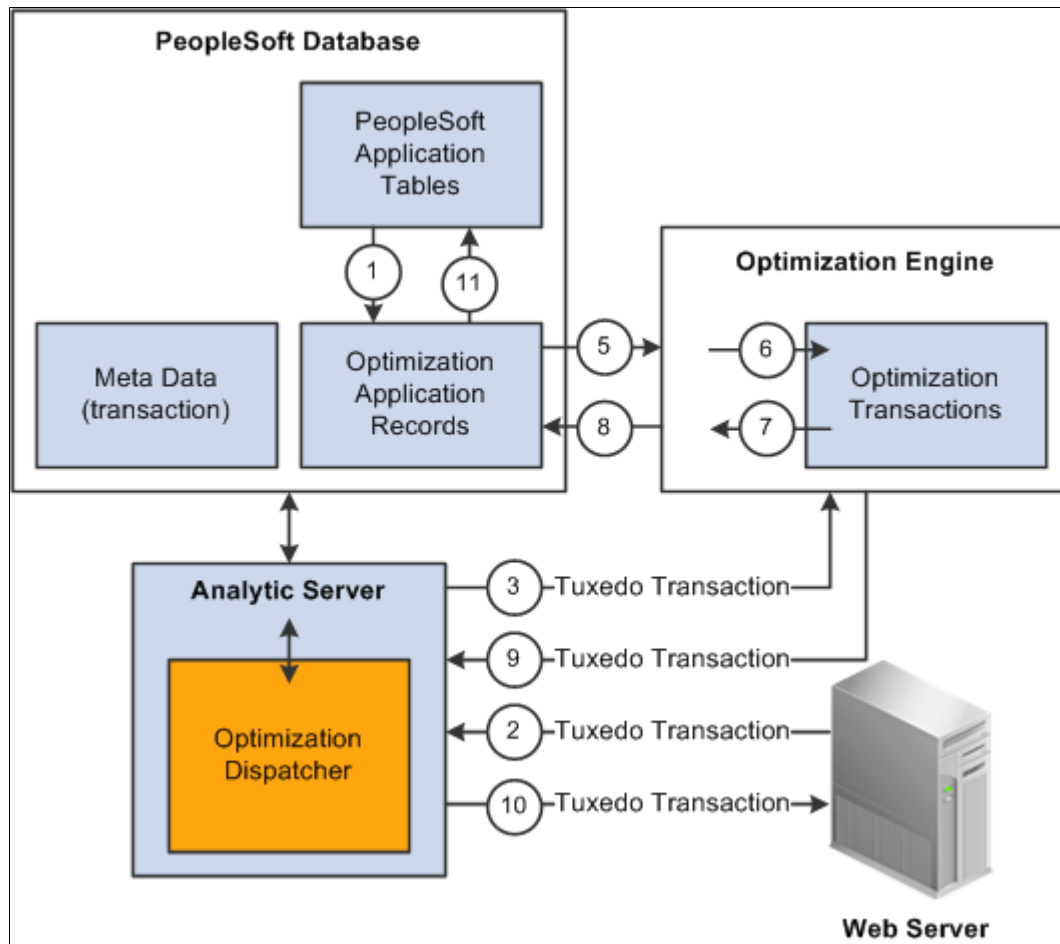 PeopleSoft Database
PeopleSoft
Application
Tables
1
11
Meta Data
(transaction)
Optimization
Application
Records
5
8
Optimization Engine
6
7
Optimization
Transactions
Analytic Server
Optimization
Dispatcher
3 Tuxedo Transaction
9 Tuxedo Transaction
2 Tuxedo Transaction
10 Tuxedo Transaction
Web Server